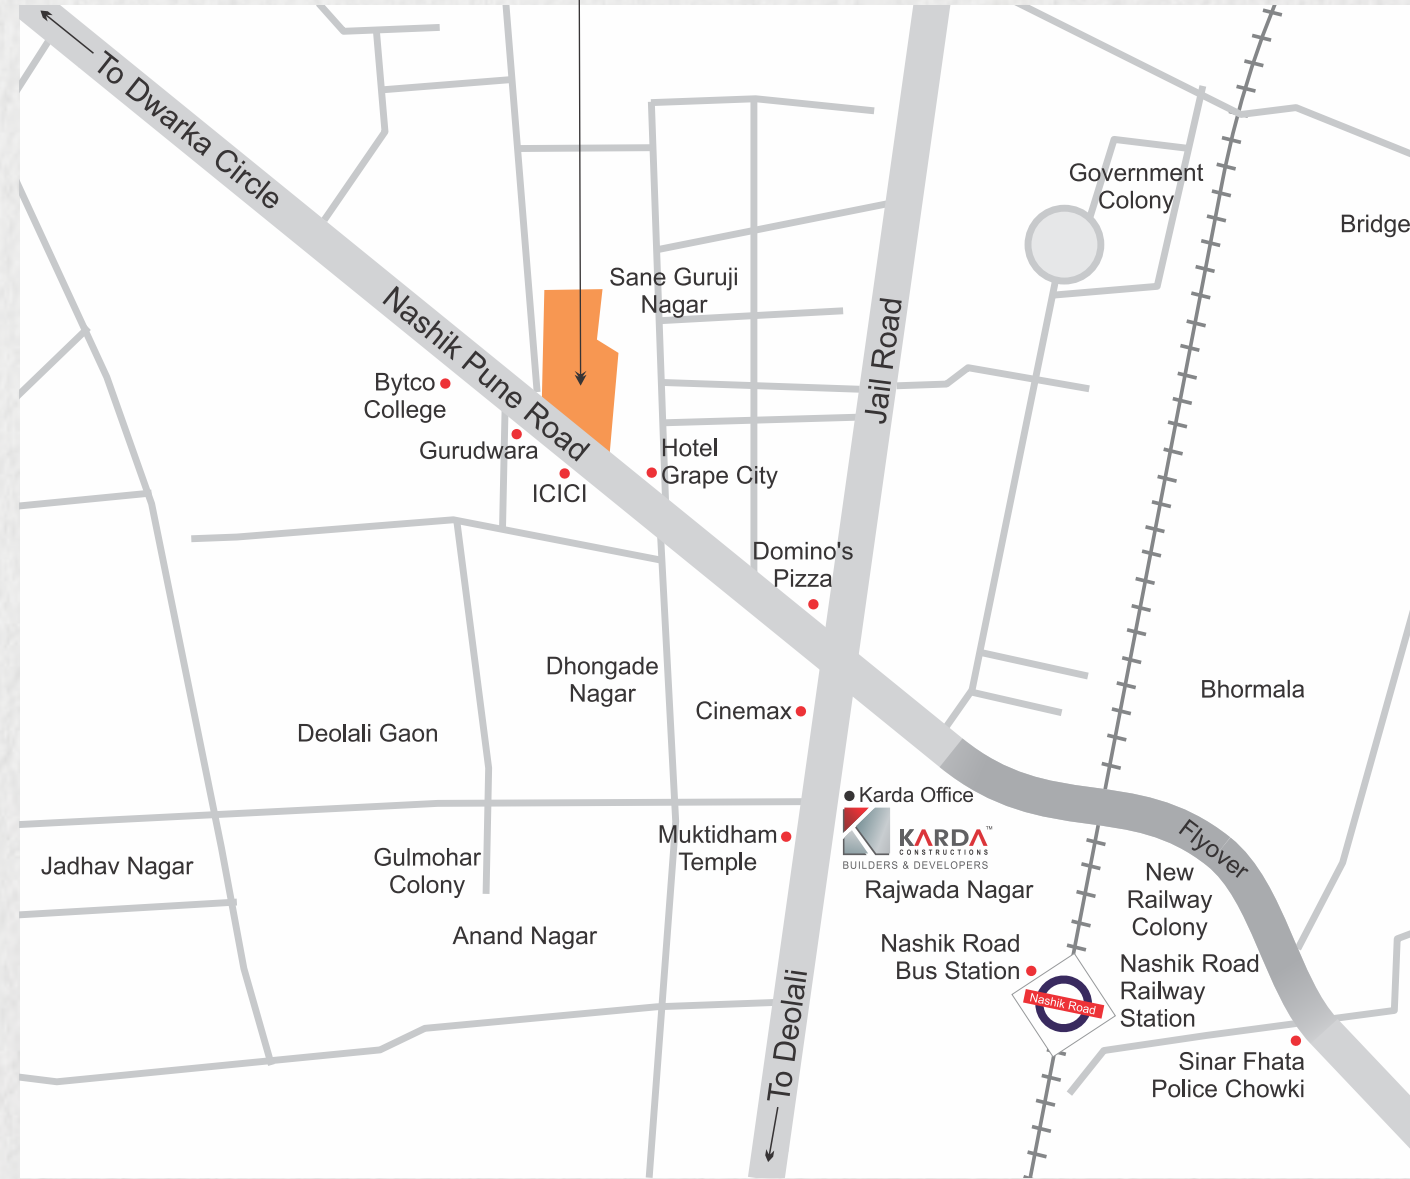 To Dwarka Circle
Government
Colony
Bridge
Sane Guruji
Nagar
Nashik Pune Road
Jail Road
Bytco
College
Gurudwara
ICICI
Hotel
Grape City
Domino's
Pizza
Dhongade
Nagar
Cinemax
Bhormala
Deolali Gaon
Karda Office
KARDA™
CONSTRUCTIONS
BUILDERS & DEVELOPERS
Muktidham
Temple
Flyover
Jadhav Nagar
Gulmohar
Colony
Rajwada Nagar
New
Railway
Colony
Anand Nagar
Nashik Road
Bus Station
Nashik Road
Railway
Station
Nashik Road
To Deolali
Sinar Fhata
Police Chowki